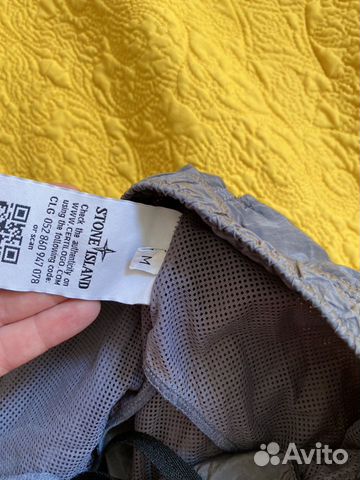 STONE ISLAND
Check the authenticity on
WWW.CERTILOGO.COM
using the following code:
CLG 052 860 947 078
or scan
M
Avito